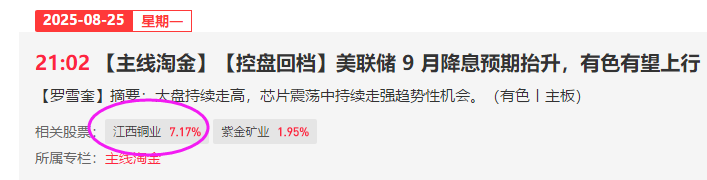 2025-08-25 星期一
21:02 【主线淘金】【控盘回档】美联储 9 月降息预期抬升，有色有望上行
【罗雪奎】摘要：大盘持续走高，芯片震荡中持续走强趋势性机会。（有色丨主板）
相关股票： 江西铜业 7.17% 紫金矿业 1.95%
所属专栏：主线淘金